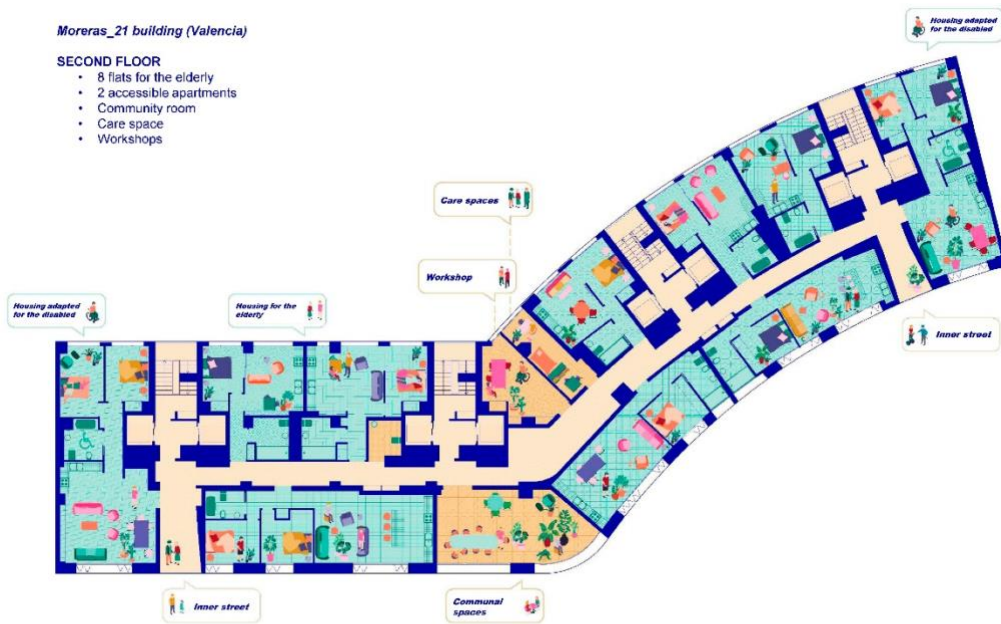 Moreras_21 building (Valencia)
SECOND FLOOR
• 8 flats for the elderly
• 2 accessible apartments
• Community room
• Care space
• Workshops
Housing adapted
for the disabled
Care spaces
Workshop
Housing adapted
for the disabled
Housing for the
elderty
Inner street
Inner street
Communal
spaces